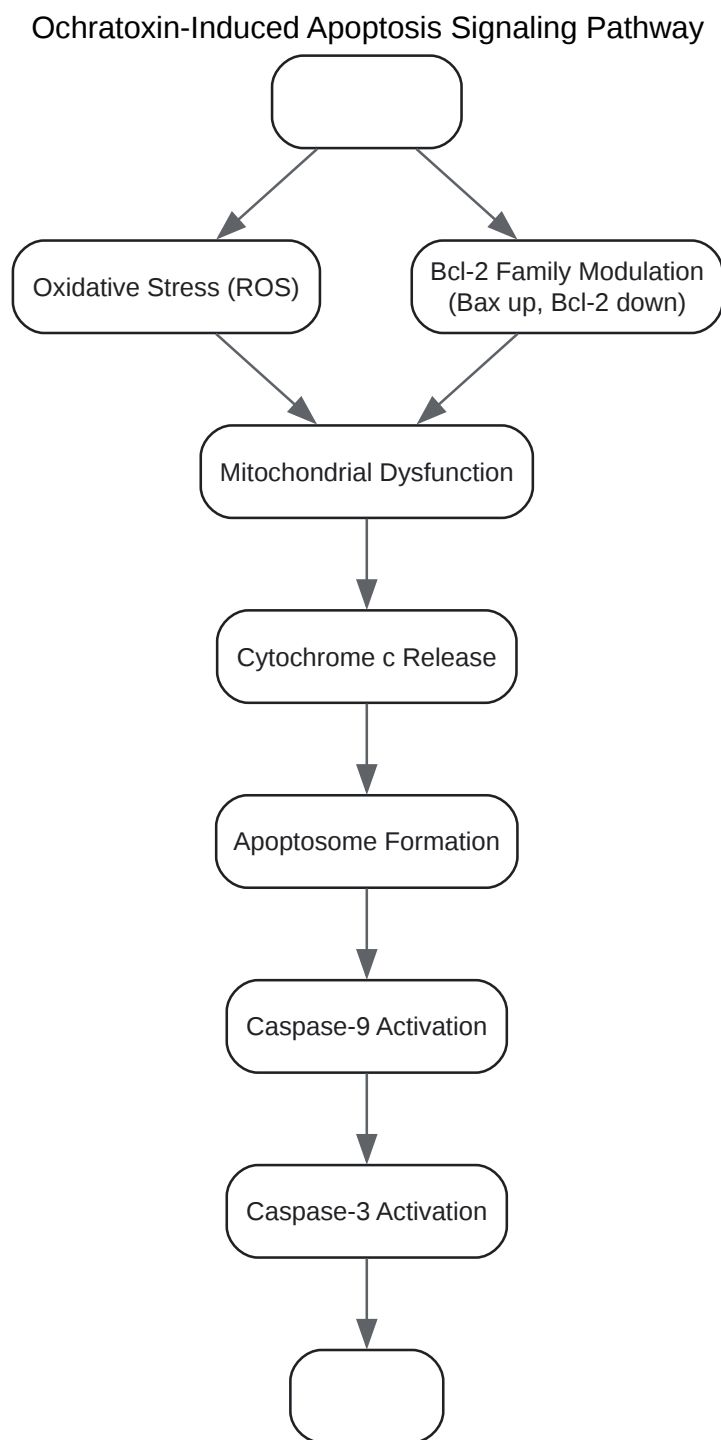 Ochratoxin-Induced Apoptosis Signaling Pathway
Oxidative Stress (ROS)
Bcl-2 Family Modulation
(Bax up, Bcl-2 down)
Mitochondrial Dysfunction
Cytochrome c Release
Apoptosome Formation
Caspase-9 Activation
Caspase-3 Activation